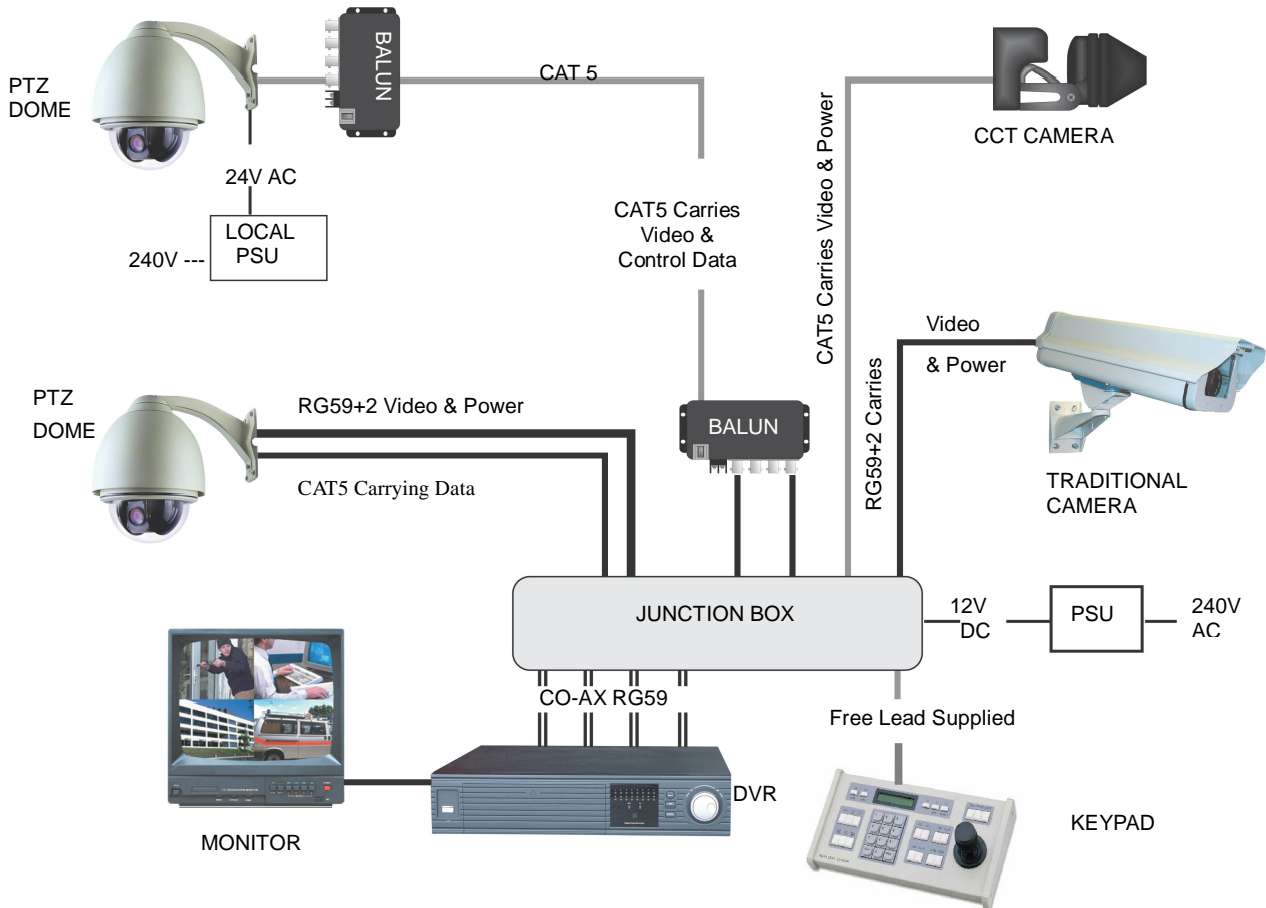 PTZ
DOME
BALUN
CAT 5
24V AC
LOCAL
PSU
240V ---
CAT5 Carries
Video &
Control Data
CAT5 Carries Video & Power
CCT CAMERA
RG59+2 Carries
Video
& Power
TRADITIONAL
CAMERA
PTZ
DOME
RG59+2 Video & Power
CAT5 Carrying Data
BALUN
JUNCTION BOX
12V
DC
PSU
240V
AC
CO-AX RG59
Free Lead Supplied
DVR
MONITOR
KEYPAD